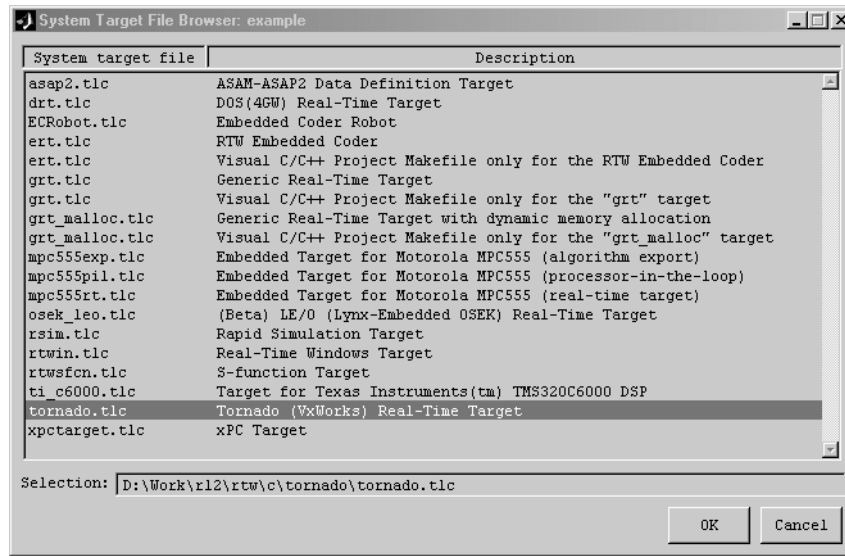 System Target File Browser: example
System target file Description
asap2.tlc ASAM-ASAP2 Data Definition Target
drt.tlc DOS(4GW) Real-Time Target
ECRobot.tlc Embedded Coder Robot
ert.tlc RTW Embedded Coder
ert.tlc Visual C/C++ Project Makefile only for the RTW Embedded Coder
grt.tlc Generic Real-Time Target
grt.tlc Visual C/C++ Project Makefile only for the "grt" target
grt_malloc.tlc Generic Real-Time Target with dynamic memory allocation
grt_malloc.tlc Visual C/C++ Project Makefile only for the "grt_malloc" target
mpc555exp.tlc Embedded Target for Motorola MPC555 (algorithm export)
mpc555pil.tlc Embedded Target for Motorola MPC555 (processor-in-the-loop)
mpc555rt.tlc Embedded Target for Motorola MPC555 (real-time target)
osek_leo.tlc (Beta) LE/O (Lynx-Embedded OSEK) Real-Time Target
rsim.tlc Rapid Simulation Target
rtwin.tlc Real-Time Windows Target
rtwsfcn.tlc S-function Target
ti_c6000.tlc Target for Texas Instruments(tm) TMS320C6000 DSP
tornado.tlc Tornado (VxWorks) Real-Time Target
xpctarget.tlc xPC Target
Selection: D:\Work\r12\rtw\c\tornado\tornado.tlc
OK Cancel